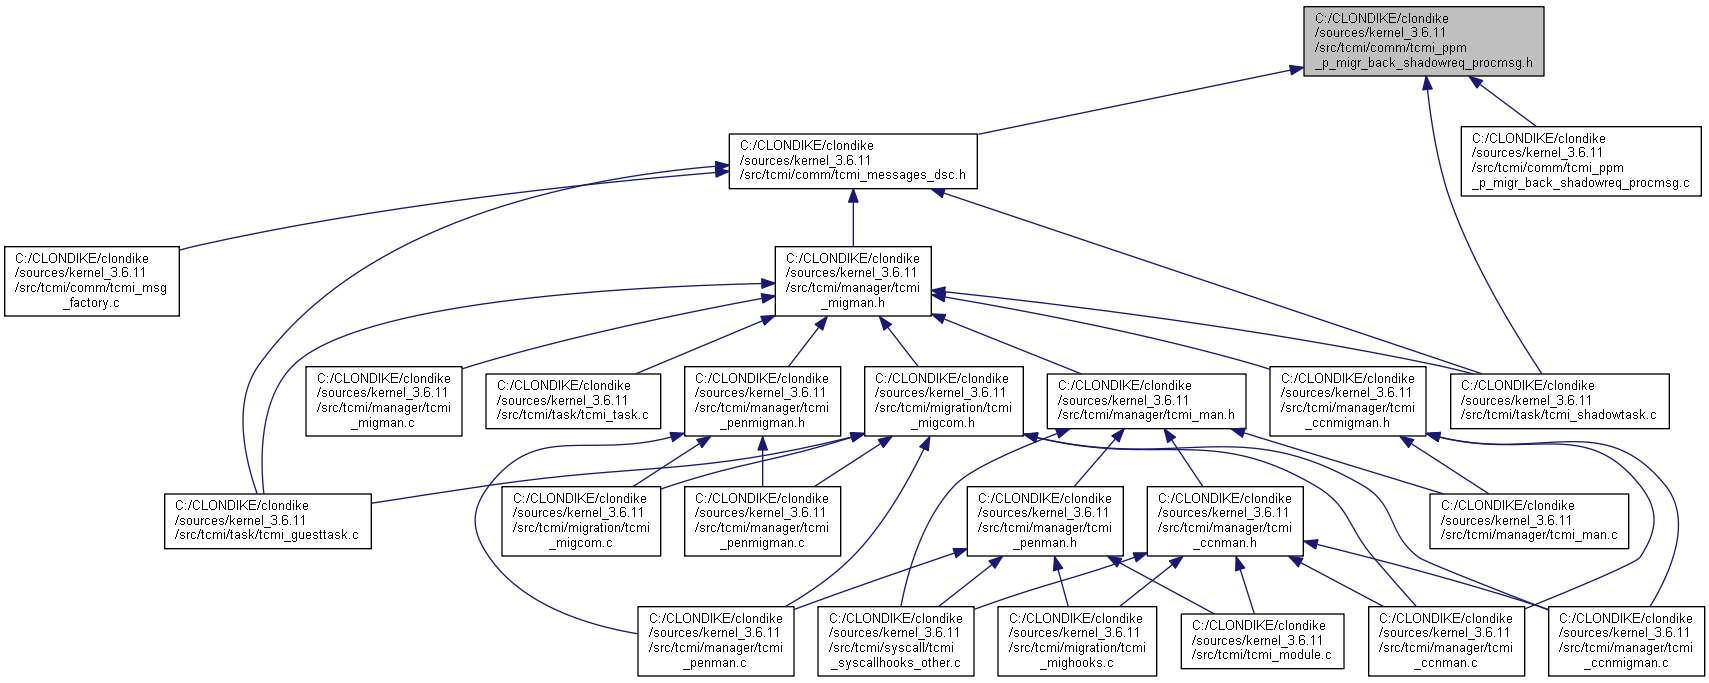 C:/CLONDIKE/clondike
/sources/kernel_3.6.11
/src/tcmi/comm/tcmi_ppm
_p_migr_back_shadowreq_procmsg.h
C:/CLONDIKE/clondike
/sources/kernel_3.6.11
/src/tcmi/comm/tcmi_messages_dsc.h
C:/CLONDIKE/clondike
/sources/kernel_3.6.11
/src/tcmi/comm/tcmi_ppm
_p_migr_back_shadowreq_procmsg.c
C:/CLONDIKE/clondike
/sources/kernel_3.6.11
/src/tcmi/comm/tcmi_msg
_factory.c
C:/CLONDIKE/clondike
/sources/kernel_3.6.11
/src/tcmi/manager/tcmi
_migman.h
C:/CLONDIKE/clondike
/sources/kernel_3.6.11
/src/tcmi/manager/tcmi
_migman.c
C:/CLONDIKE/clondike
/sources/kernel_3.6.11
/src/tcmi/task/tcmi_task.c
C:/CLONDIKE/clondike
/sources/kernel_3.6.11
/src/tcmi/manager/tcmi
_penmigman.h
C:/CLONDIKE/clondike
/sources/kernel_3.6.11
/src/tcmi/migration/tcmi
_migcom.h
C:/CLONDIKE/clondike
/sources/kernel_3.6.11
/src/tcmi/manager/tcmi_man.h
C:/CLONDIKE/clondike
/sources/kernel_3.6.11
/src/tcmi/manager/tcmi
_ccnmigman.h
C:/CLONDIKE/clondike
/sources/kernel_3.6.11
/src/tcmi/task/tcmi_shadowtask.c
C:/CLONDIKE/clondike
/sources/kernel_3.6.11
/src/tcmi/task/tcmi_guesttask.c
C:/CLONDIKE/clondike
/sources/kernel_3.6.11
/src/tcmi/migration/tcmi
_migcom.c
C:/CLONDIKE/clondike
/sources/kernel_3.6.11
/src/tcmi/manager/tcmi
_penmigman.c
C:/CLONDIKE/clondike
/sources/kernel_3.6.11
/src/tcmi/manager/tcmi
_penman.h
C:/CLONDIKE/clondike
/sources/kernel_3.6.11
/src/tcmi/manager/tcmi
_ccnman.h
C:/CLONDIKE/clondike
/sources/kernel_3.6.11
/src/tcmi/manager/tcmi_man.c
C:/CLONDIKE/clondike
/sources/kernel_3.6.11
/src/tcmi/manager/tcmi
_penman.c
C:/CLONDIKE/clondike
/sources/kernel_3.6.11
/src/tcmi/syscall/tcmi
_syscallhooks_other.c
C:/CLONDIKE/clondike
/sources/kernel_3.6.11
/src/tcmi/migration/tcmi
_mighooks.c
C:/CLONDIKE/clondike
/sources/kernel_3.6.11
/src/tcmi/tcmi_module.c
C:/CLONDIKE/clondike
/sources/kernel_3.6.11
/src/tcmi/manager/tcmi
_ccnman.c
C:/CLONDIKE/clondike
/sources/kernel_3.6.11
/src/tcmi/manager/tcmi
_ccnmigman.c